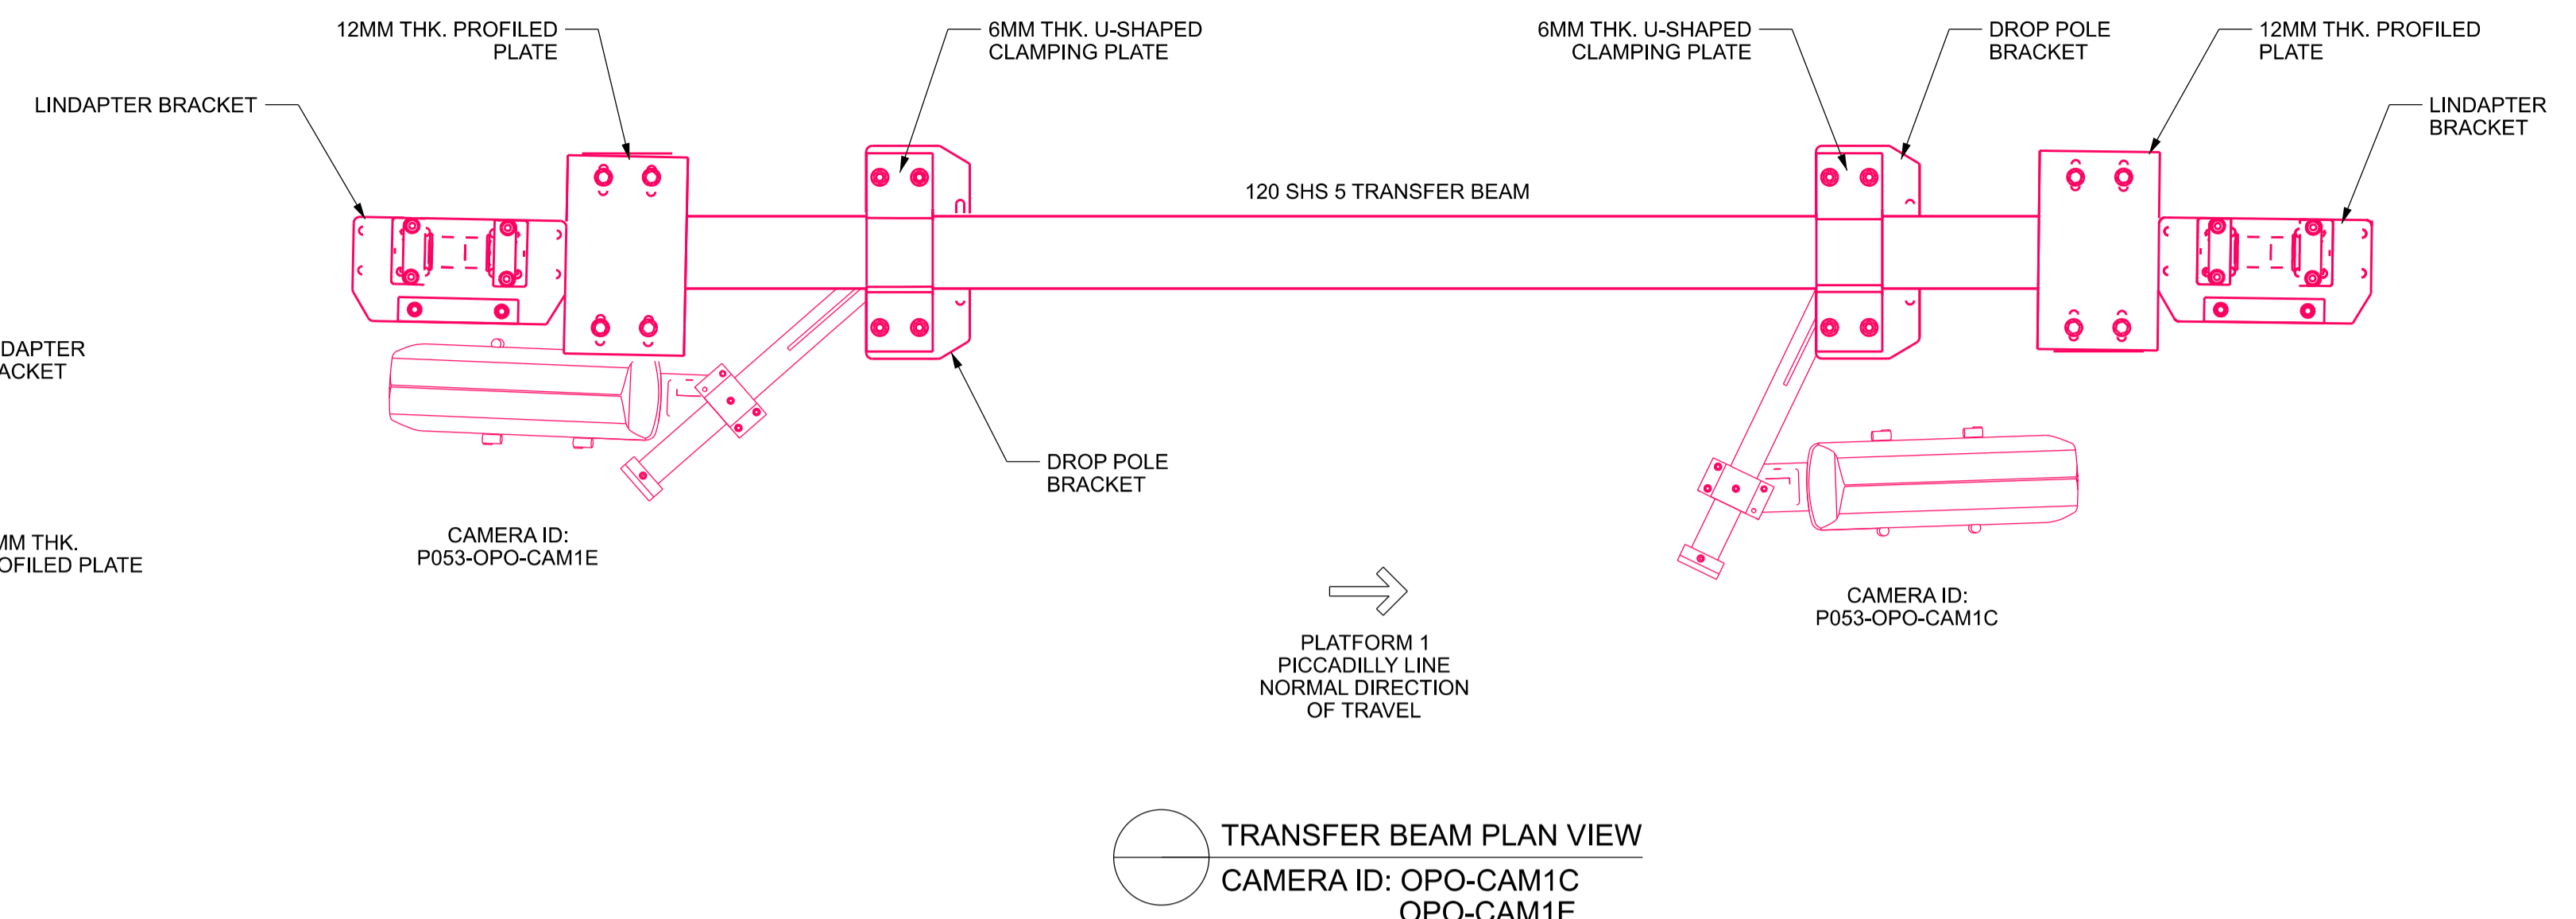 12MM THK. PROFILED
PLATE
6MM THK. U-SHAPED
CLAMPING PLATE
6MM THK. U-SHAPED
CLAMPING PLATE
DROP POLE
BRACKET
12MM THK. PROFILED
PLATE
LINDAPTER BRACKET
LINDAPTER
BRACKET
120 SHS 5 TRANSFER BEAM
NDAPTER
ACKET
DROP POLE
BRACKET
MM THK.
OFILED PLATE
CAMERA ID:
P053-OPO-CAM1E
CAMERA ID:
P053-OPO-CAM1C
PLATFORM 1
PICCADILLY LINE
NORMAL DIRECTION
OF TRAVEL
TRANSFER BEAM PLAN VIEW
CAMERA ID: OPO-CAM1C
OPO-CAM1E